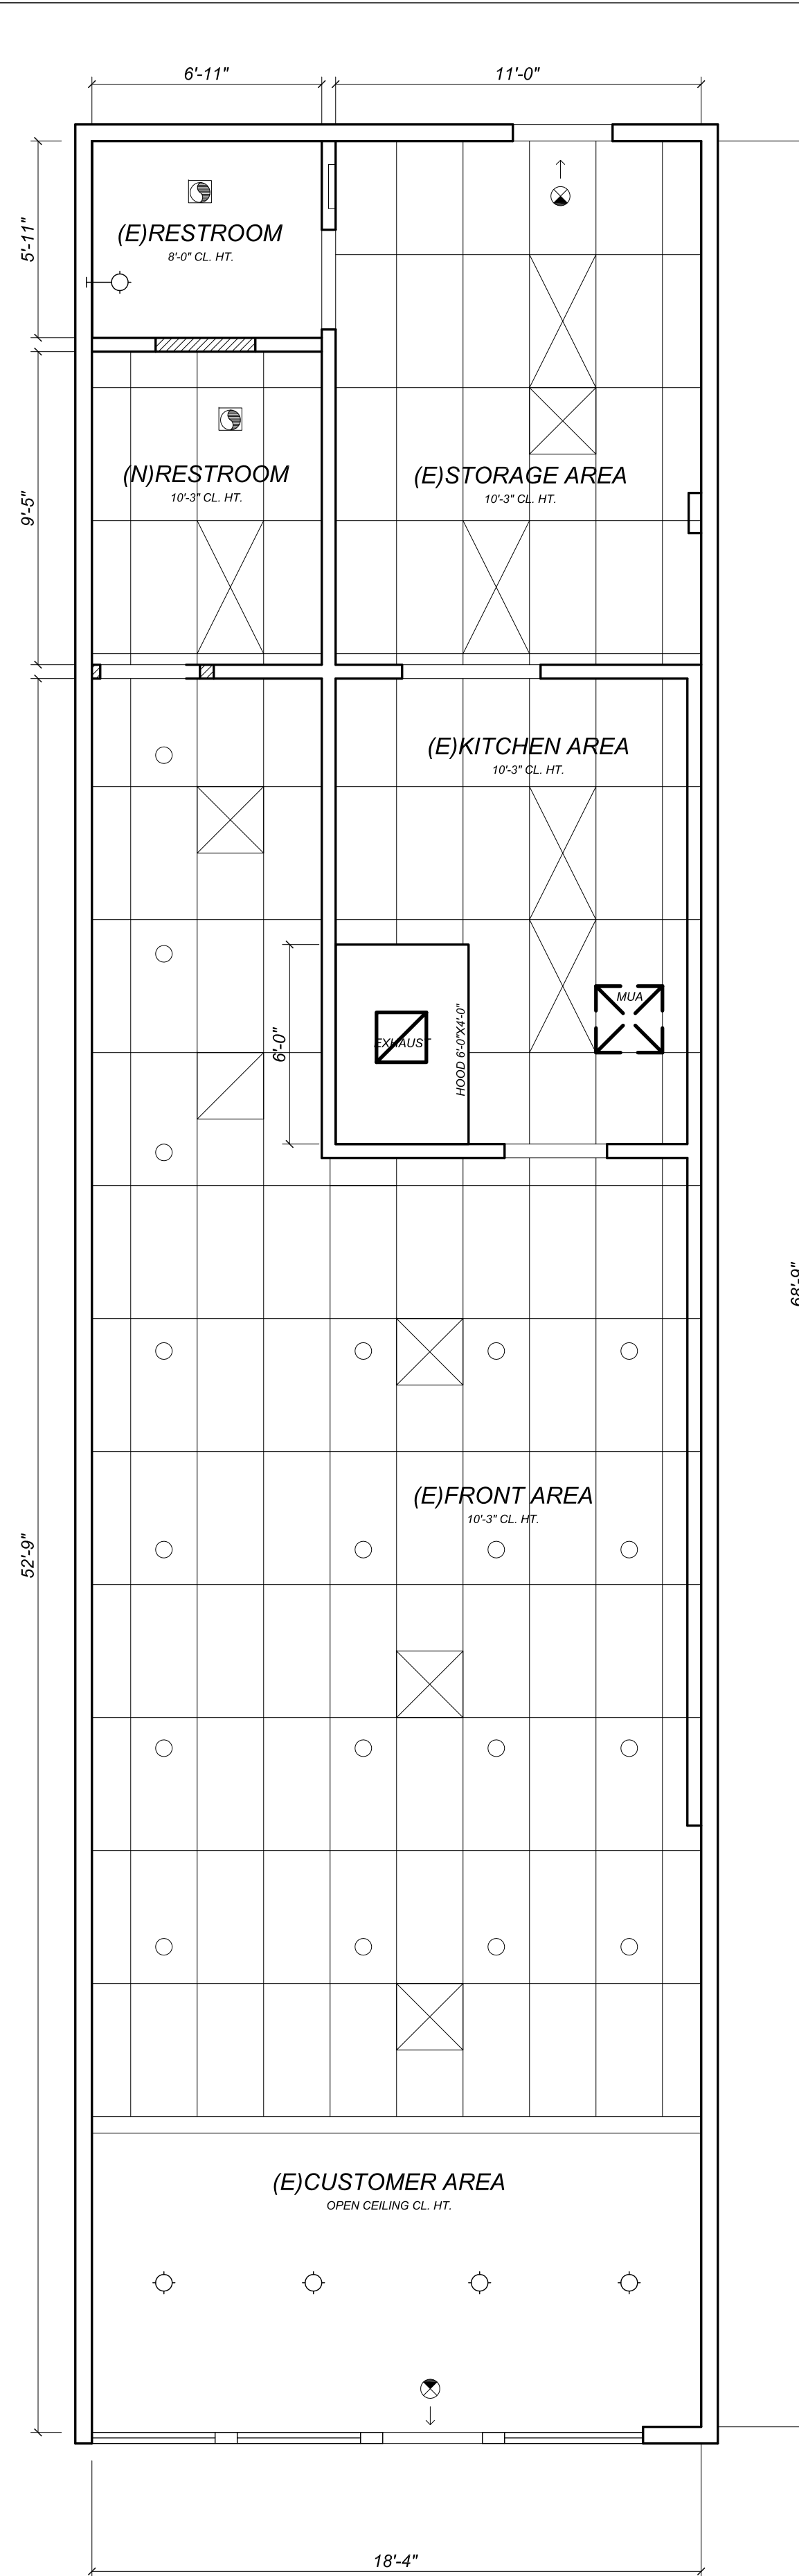 6'-11"
11'-0"
5'-11"
(E)RESTROOM
8'-0" CL. HT.
9'-5"
(N)RESTROOM
10'-3" CL. HT.
(E)STORAGE AREA
10'-3" CL. HT.
(E)KITCHEN AREA
10'-3" CL. HT.
6'-0"
EXHAUST
HOOD 6'-0"X4'-0"
MUA
68'-9"
52'-9"
(E)FRONT AREA
10'-3" CL. HT.
(E)CUSTOMER AREA
OPEN CEILING CL. HT.
18'-4"